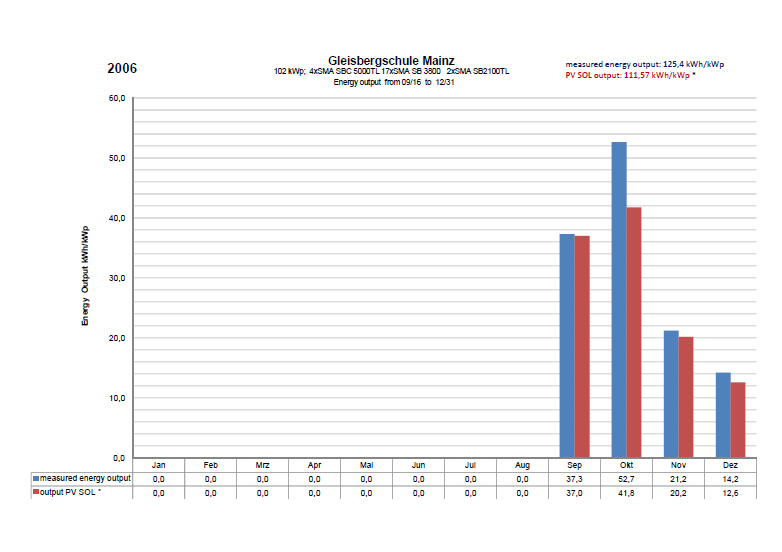 2006
Gleisbergschule Mainz
102 kWp; 4xSMA SBC 5000TL 17xSMA SB 3800 2xSMA SB2100TL
Energy output from 09/16 to 12/31
measured energy output: 125,4 kWh/kWp
PV SOL output: 111,57 kWh/kWp *
Energy Output kWh/kWp
60,0
50,0
40,0
30,0
20,0
10,0
0,0
Jan Feb Mrz Apr Mai Jun Jul Aug Sep Okt Nov Dez
measured energy output 0,0 0,0 0,0 0,0 0,0 0,0 0,0 0,0 37,3 52,7 21,2 14,2
output PV SOL * 0,0 0,0 0,0 0,0 0,0 0,0 0,0 0,0 37,0 41,8 20,2 12,6